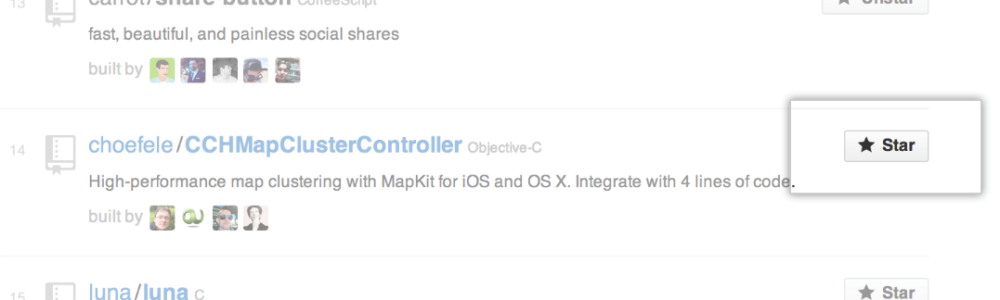 13 carrot/share-button CoffeeScript Unstar
fast, beautiful, and painless social shares
built by
14 choefele/CCHMapClusterController Objective-C Star
High-performance map clustering with MapKit for iOS and OS X. Integrate with 4 lines of code.
built by
15 luna/luna C Star